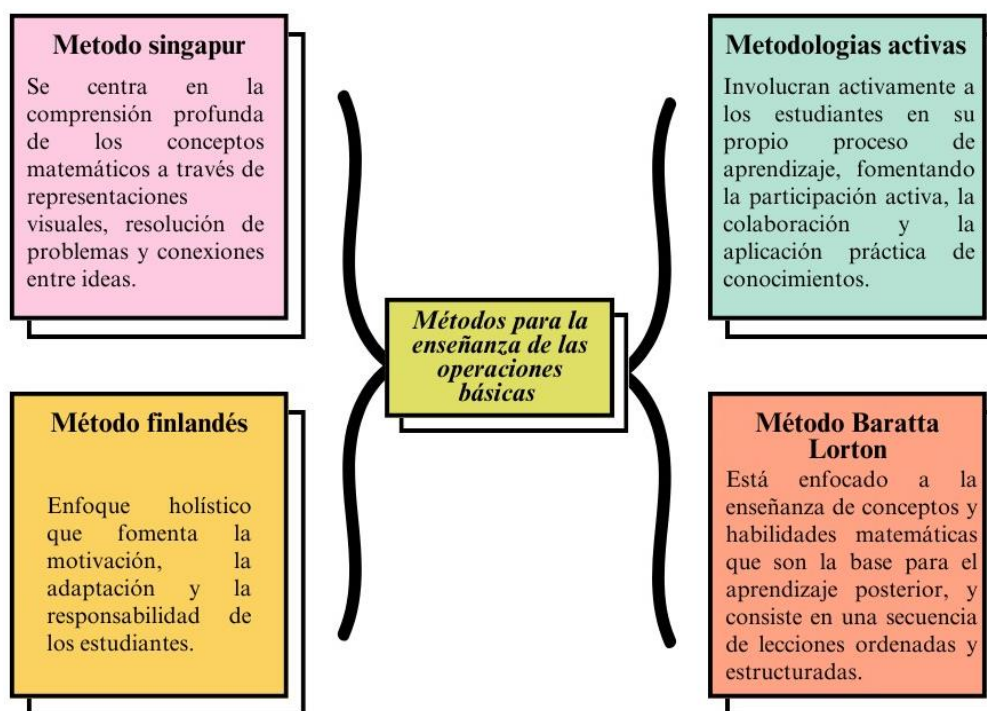 Metodo singapur
Se centra en la
comprensión profunda
de los conceptos
matemáticos a través de
representaciones
visuales, resolución de
problemas y conexiones
entre ideas.
Metodologias activas
Involucran activamente a
los estudiantes en su
propio proceso de
aprendizaje, fomentando
la participación activa, la
colaboración y la
aplicación práctica de
conocimientos.
Métodos para la
enseñanza de las
operaciones
básicas
Método finlandés
Enfoque holístico
que fomenta la
motivación, la
adaptación y la
responsabilidad de
los estudiantes.
Método Baratta
Lorton
Está enfocado a la
enseñanza de conceptos y
habilidades matemáticas
que son la base para el
aprendizaje posterior, y
consiste en una secuencia
de lecciones ordenadas y
estructuradas.